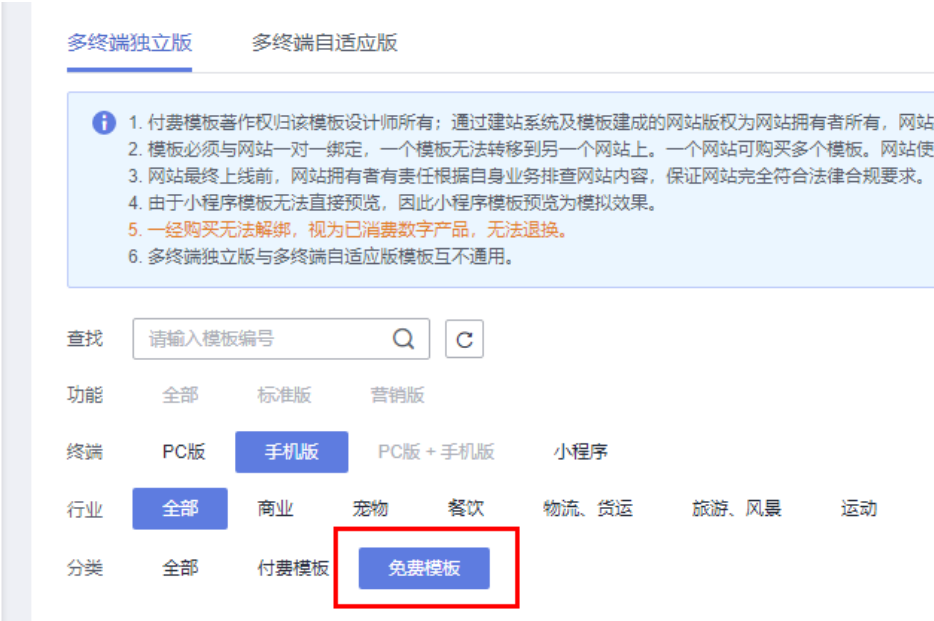 多终端独立版 多终端自适应版
1. 付费模板著作权归该模板设计师所有；通过建站系统及模板建成的网站版权为网站拥有者所有，网站
2. 模板必须与网站一对一绑定，一个模板无法转移到另一个网站上。一个网站可购买多个模板。网站使
3. 网站最终上线前，网站拥有者有责任根据自身业务排查网站内容，保证网站完全符合法律合规要求。
4. 由于小程序模板无法直接预览，因此小程序模板预览为模拟效果。
5. 一经购买无法解绑，视为已消费数字产品，无法退换。
6. 多终端独立版与多终端自适应版模板互不通用。
查找 请输入模板编号
功能 全部 标准版 营销版
终端 PC版 手机版 PC版 + 手机版 小程序
行业 全部 商业 宠物 餐饮 物流、货运 旅游、风景 运动
分类 全部 付费模板 免费模板